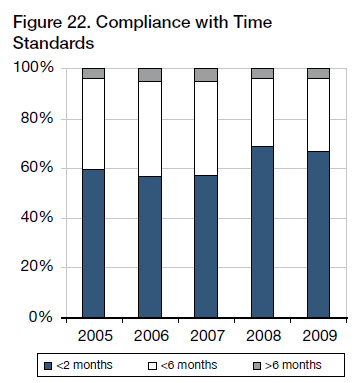 Figure 22. Compliance with Time
Standards
100%
80%
60%
40%
20%
0%
2005 2006 2007 2008 2009
<2 months <6 months >6 months